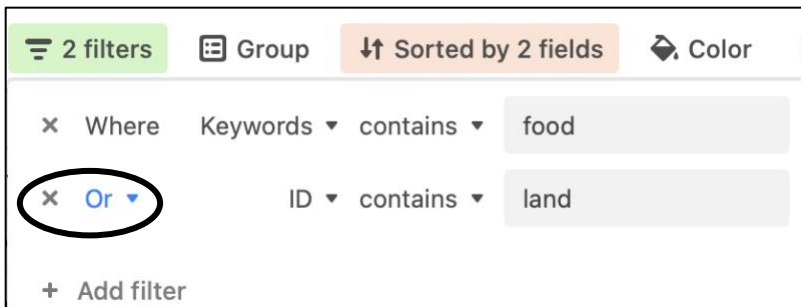 2 filters Group Sorted by 2 fields Color
× Where Keywords contains food
× Or ID contains land
+ Add filter